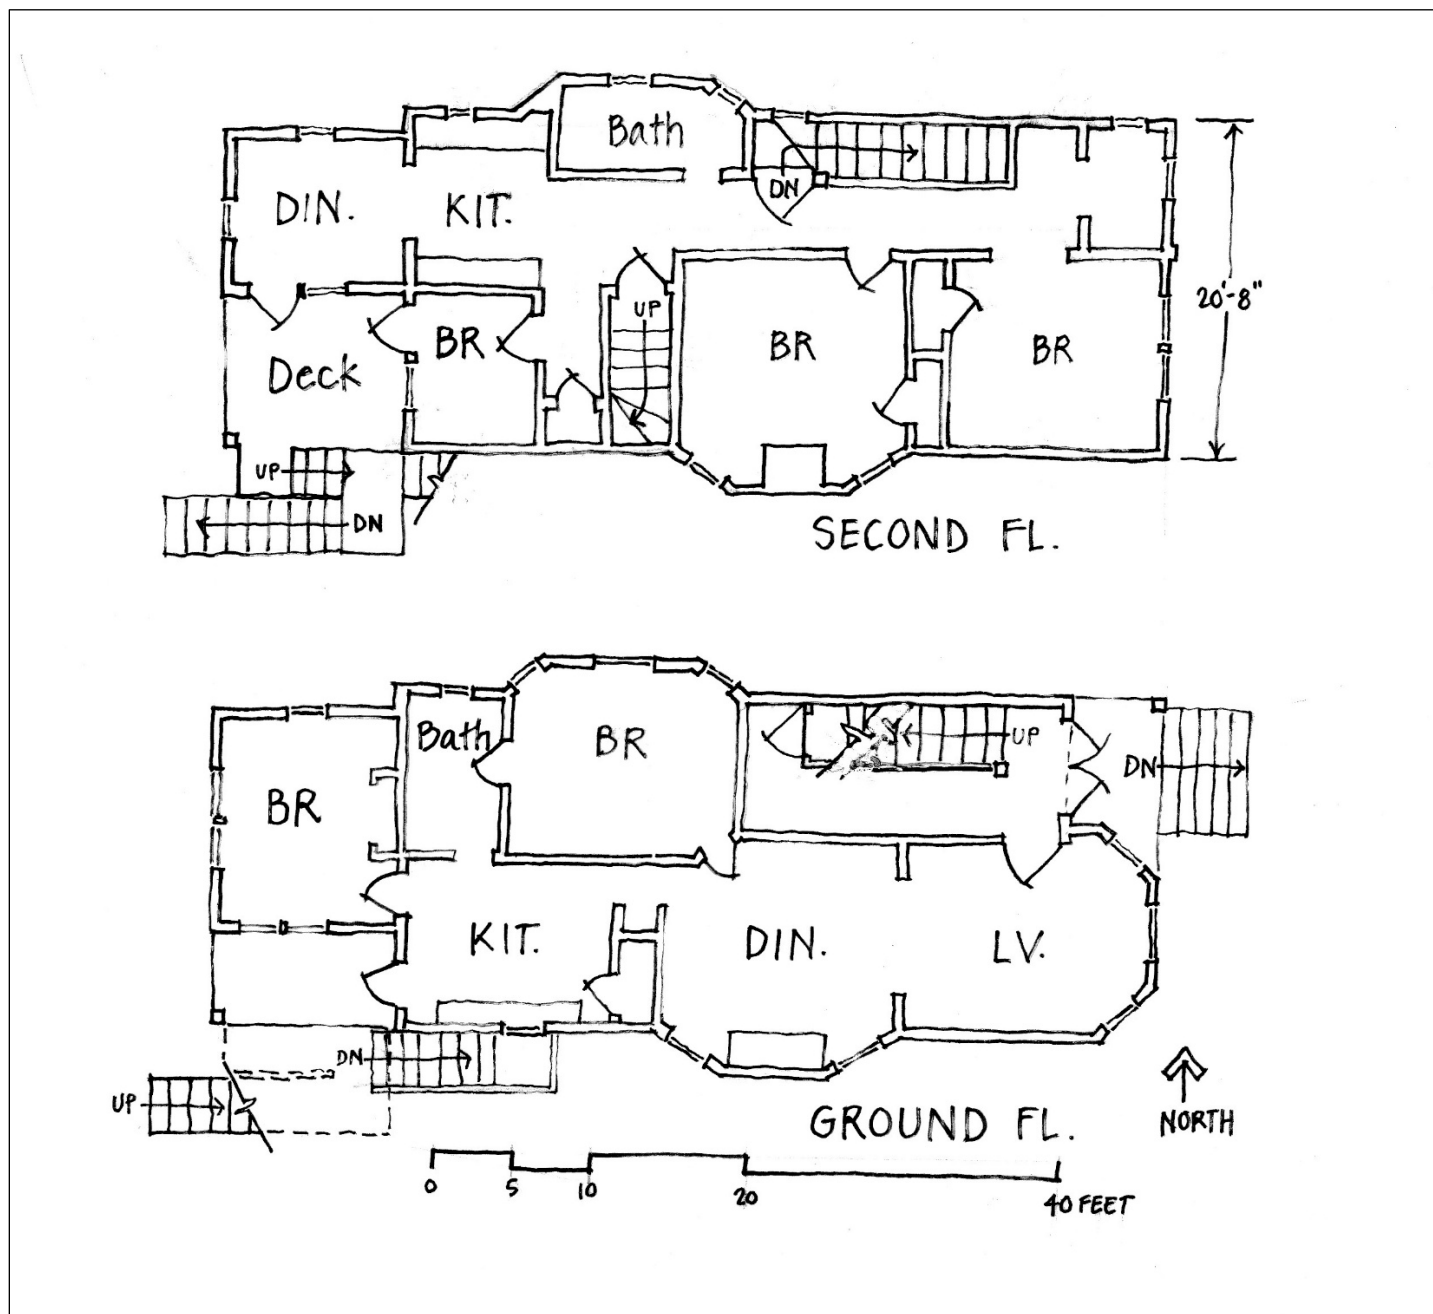 Bath
DIN.
KIT.
DN
UP
BR
BR
BR
20'-8"
Deck
UP
DN
SECOND FL.
Bath
BR
UP
BR
DN
KIT.
DIN.
LV.
DN
UP
GROUND FL.
NORTH
0
5
10
20
40 FEET